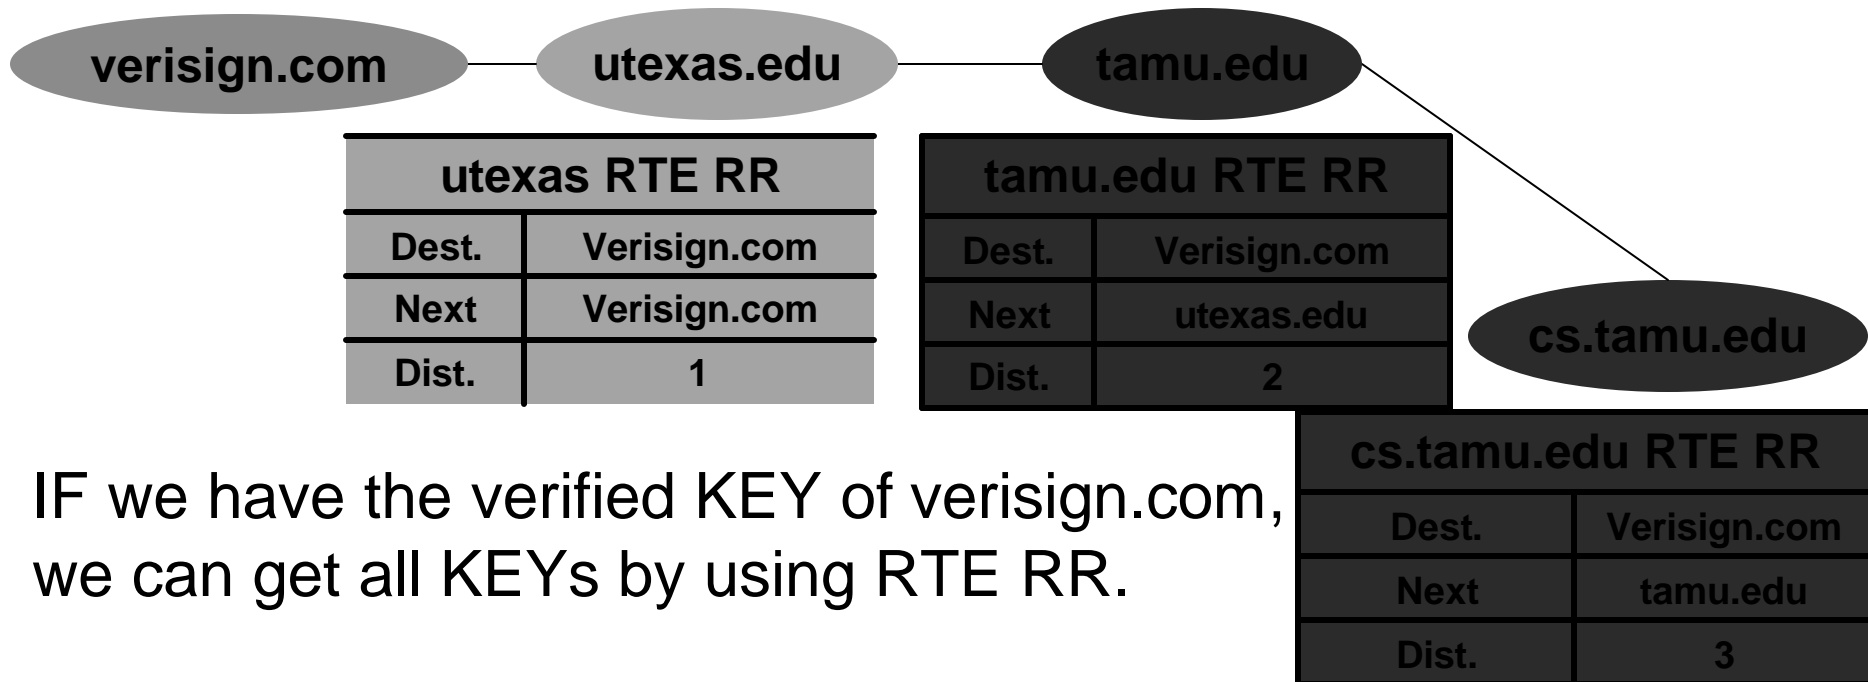 verisign.com utexas.edu tamu.edu
utexas RTE RR
Dest. Verisign.com
Next Verisign.com
Dist. 1
tamu.edu RTE RR
Dest. Verisign.com
Next utexas.edu
Dist. 2
cs.tamu.edu
cs.tamu.edu RTE RR
Dest. Verisign.com
Next tamu.edu
Dist. 3
IF we have the verified KEY of verisign.com,
we can get all KEYs by using RTE RR.